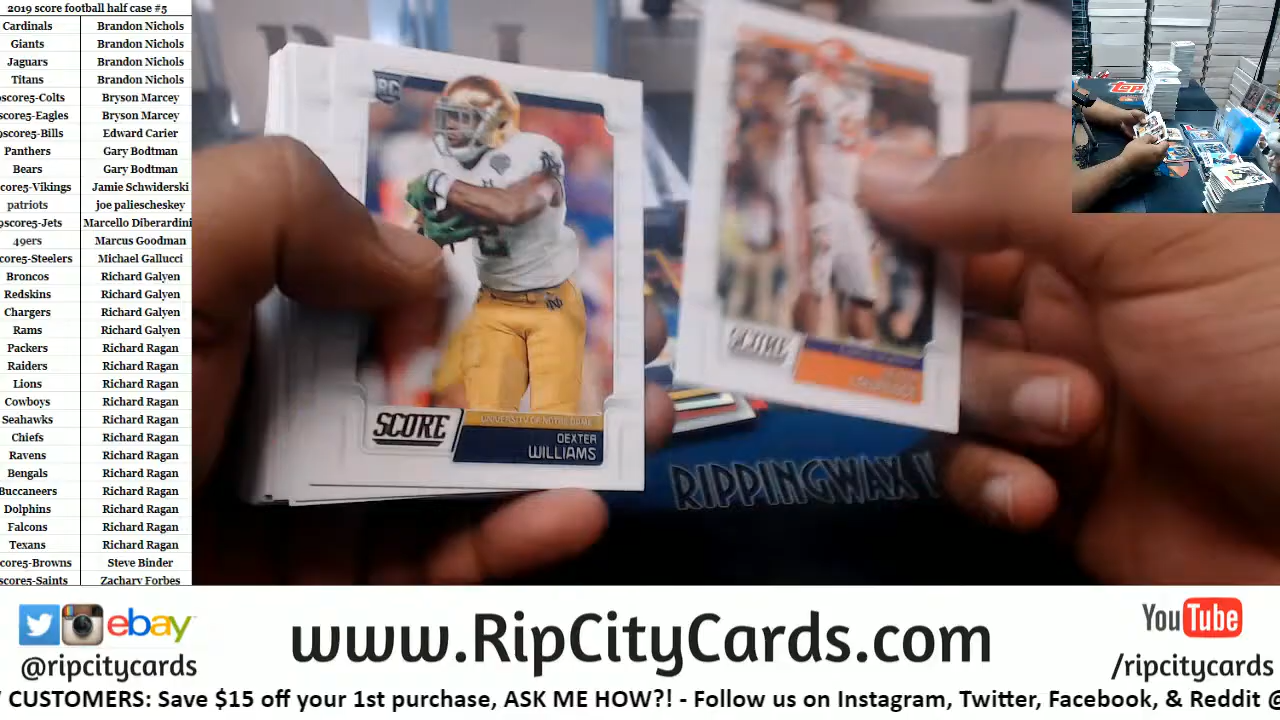 2019 score football half case #5
Cardinals Brandon Nichols
Giants Brandon Nichols
Jaguars Brandon Nichols
Titans Brandon Nichols
score5-Colts Bryson Marcey
score5-Eagles Bryson Marcey
9score5-Bills Edward Carier
Panthers Gary Bodtman
Bears Gary Bodtman
core5-Vikings Jamie Schwiderski
patriots joe paliescheskey
9score5-Jets Marcello Diberardini
49ers Marcus Goodman
core5-Steelers Michael Gallucci
Broncos Richard Galyen
Redskins Richard Galyen
Chargers Richard Galyen
Rams Richard Galyen
Packers Richard Ragan
Raiders Richard Ragan
Lions Richard Ragan
Cowboys Richard Ragan
Seahawks Richard Ragan
Chiefs Richard Ragan
Ravens Richard Ragan
Bengals Richard Ragan
Buccaneers Richard Ragan
Dolphins Richard Ragan
Falcons Richard Ragan
Texans Richard Ragan
core5-Browns Steve Binder
score5-Saints Zachary Forbes
RC
SCORE
UNIVERSITY OF NOTRE DAME
DEXTER
WILLIAMS
SCORE
RIPPINGWAX
ebay
@ripcitycards
www.RipCityCards.com
YouTube
/ripcitycards
CUSTOMERS: Save $15 off your 1st purchase, ASK ME HOW?! - Follow us on Instagram, Twitter, Facebook, & Reddit @